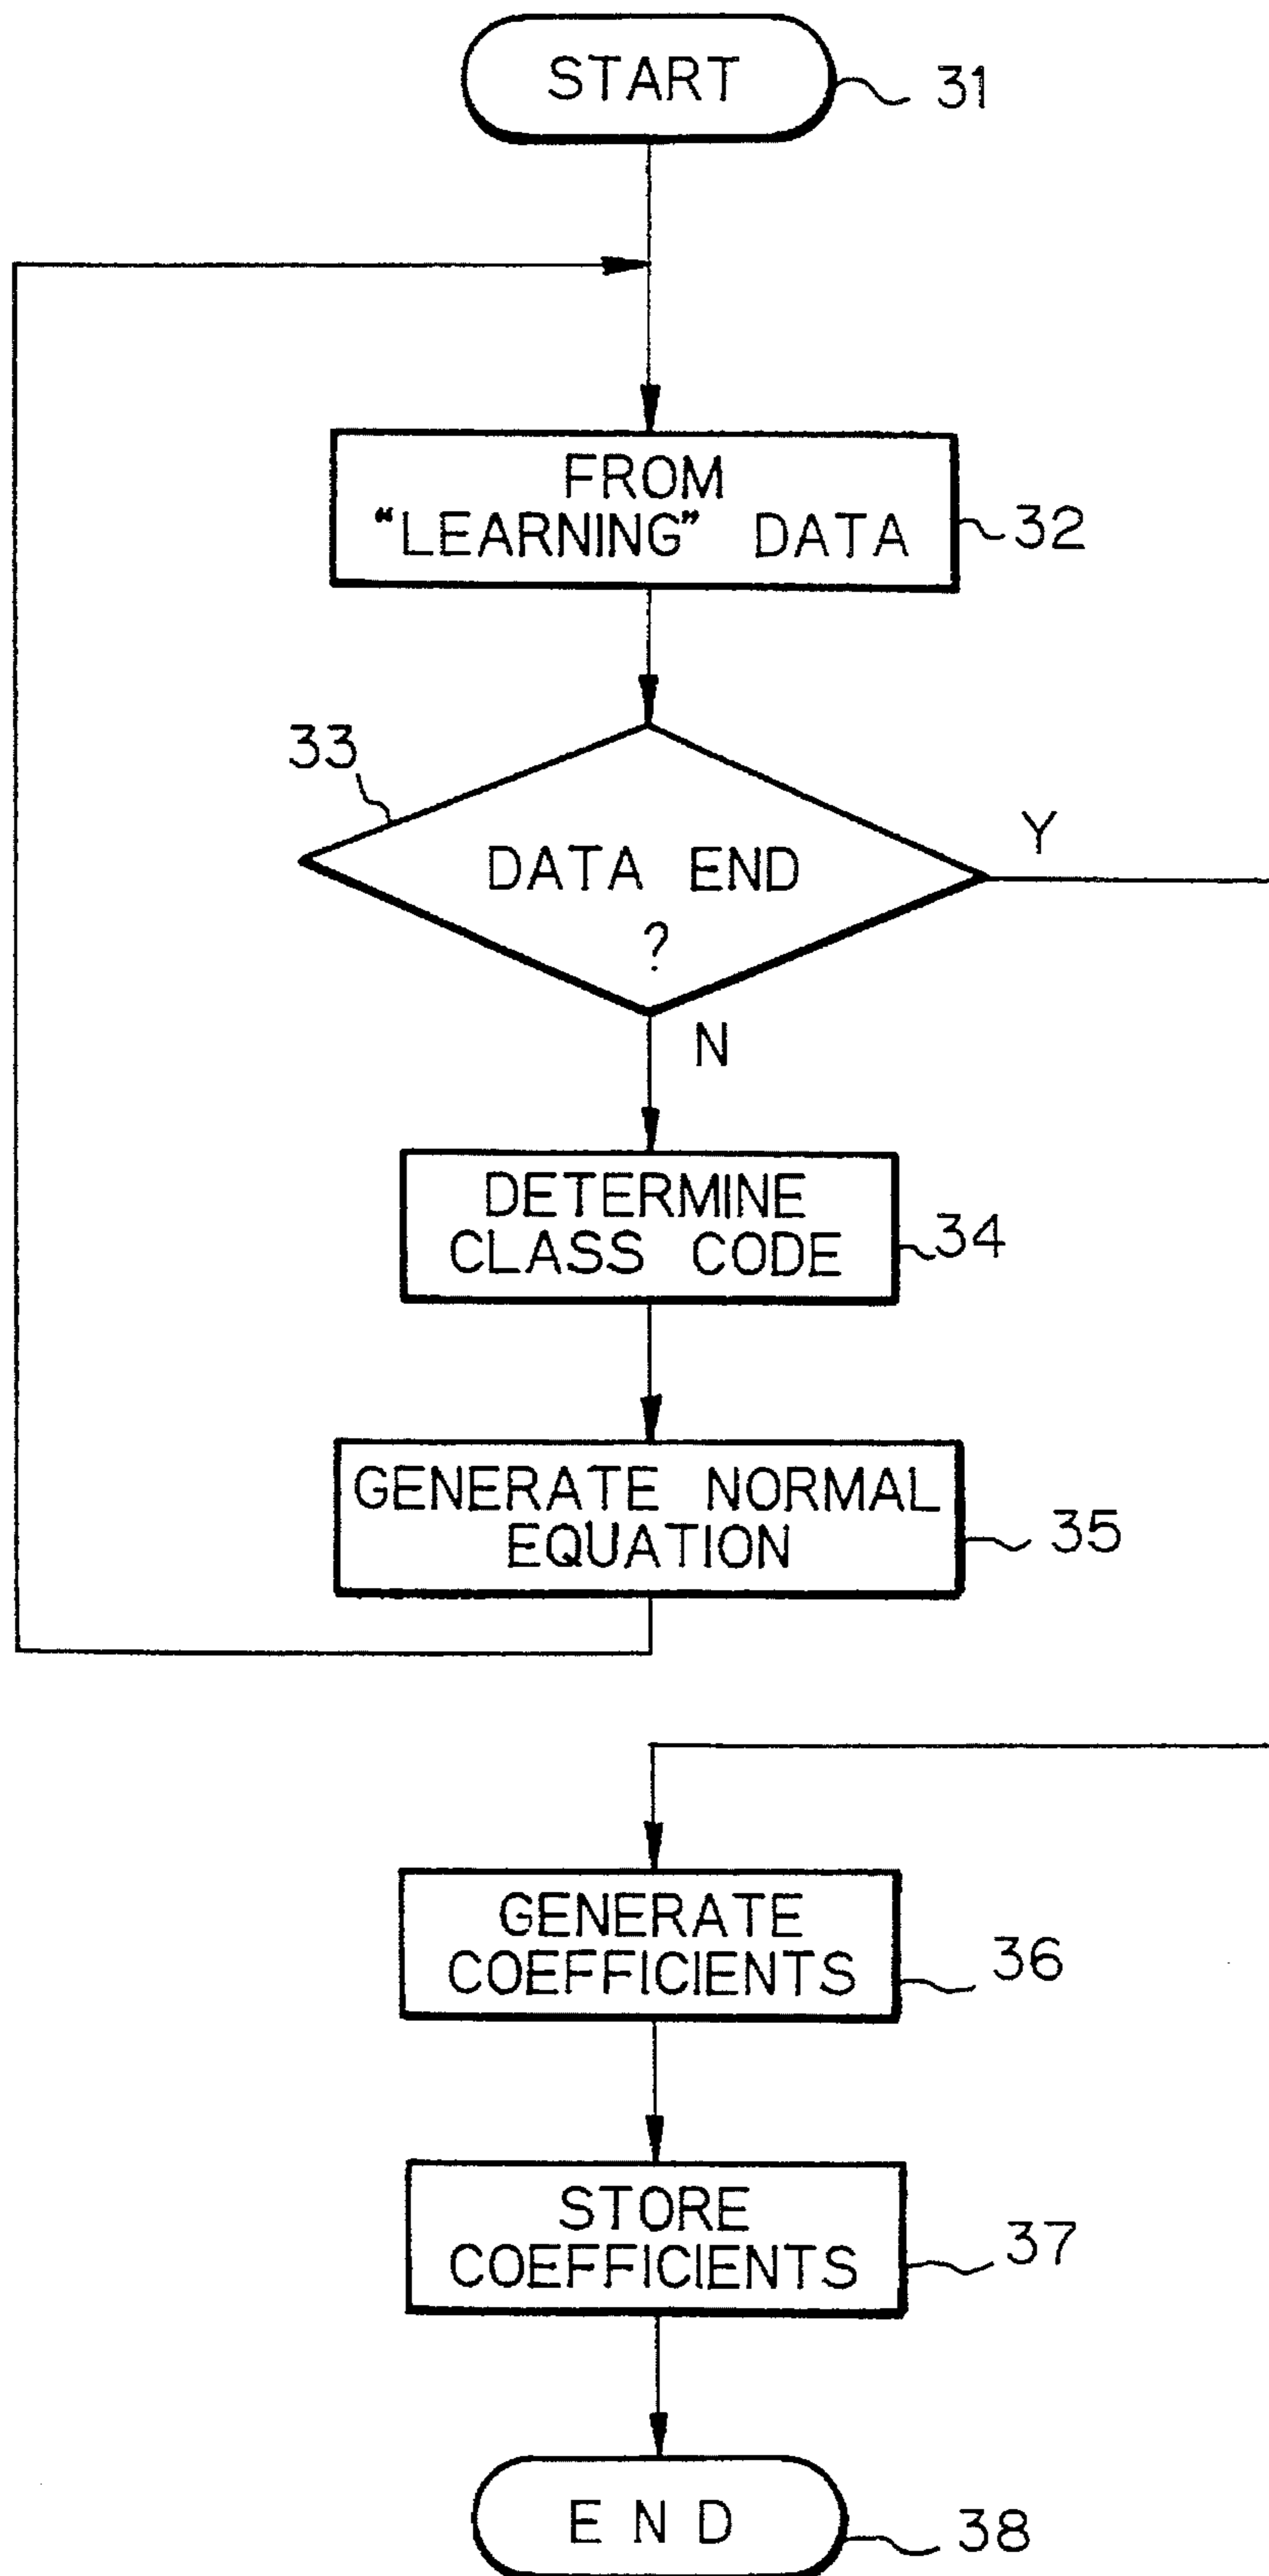 START
31
FROM
“LEARNING” DATA
32
33
DATA END
?
Y
N
DETERMINE
CLASS CODE
34
GENERATE NORMAL
EQUATION
35
GENERATE
COEFFICIENTS
36
STORE
COEFFICIENTS
37
END
38